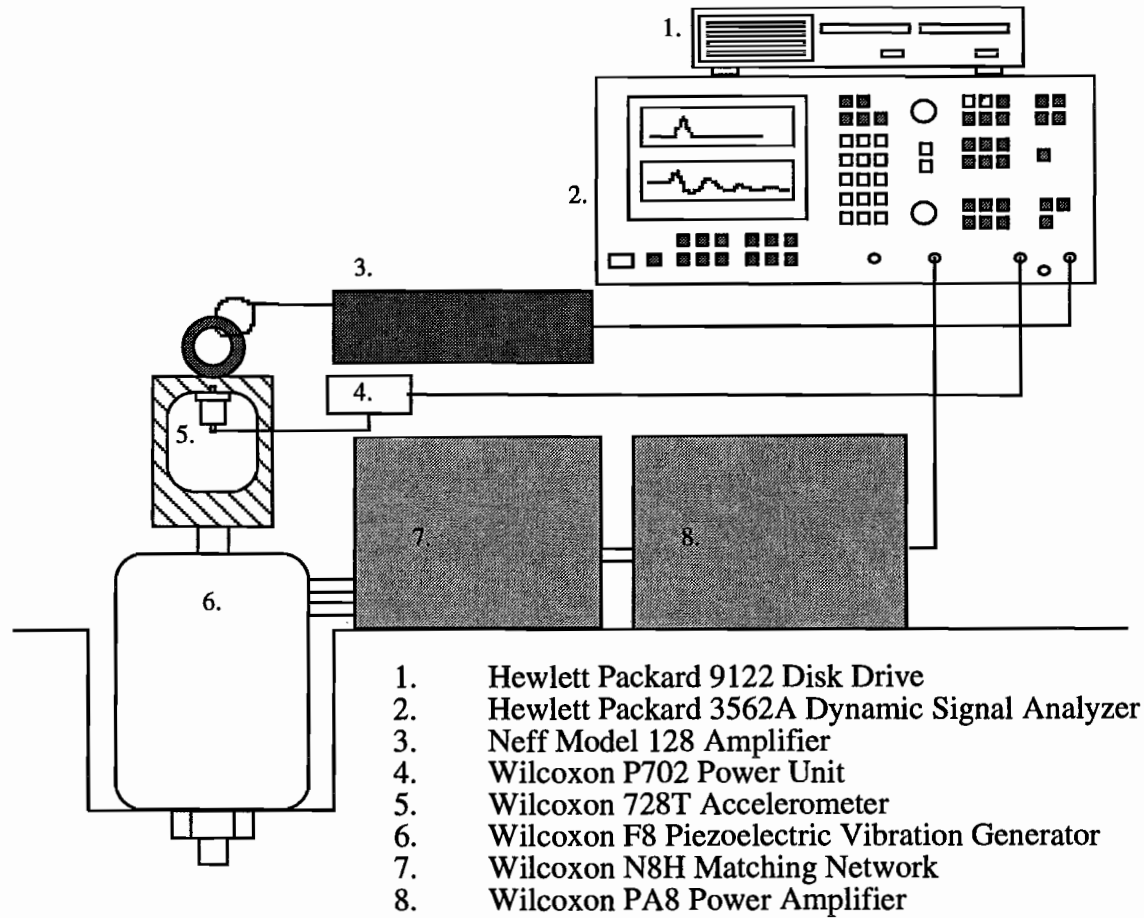 1.
2.
3.
4.
5.
6.
7.
8.
1. Hewlett Packard 9122 Disk Drive
2. Hewlett Packard 3562A Dynamic Signal Analyzer
3. Neff Model 128 Amplifier
4. Wilcoxon P702 Power Unit
5. Wilcoxon 728T Accelerometer
6. Wilcoxon F8 Piezoelectric Vibration Generator
7. Wilcoxon N8H Matching Network
8. Wilcoxon PA8 Power Amplifier